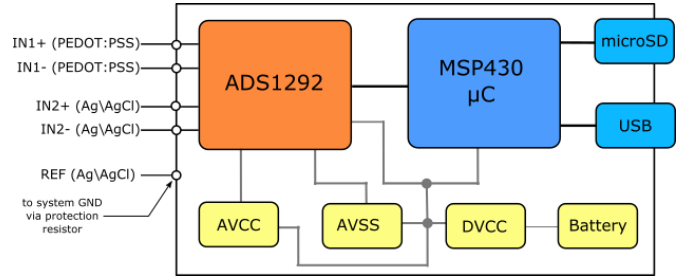 IN1+ (PEDOT:PSS)
IN1- (PEDOT:PSS)
IN2+ (Ag\AgCl)
IN2- (Ag\AgCl)
REF (Ag\AgCl)
to system GND
via protection
resistor
ADS1292
MSP430
µC
microSD
USB
AVCC
AVSS
DVCC
Battery